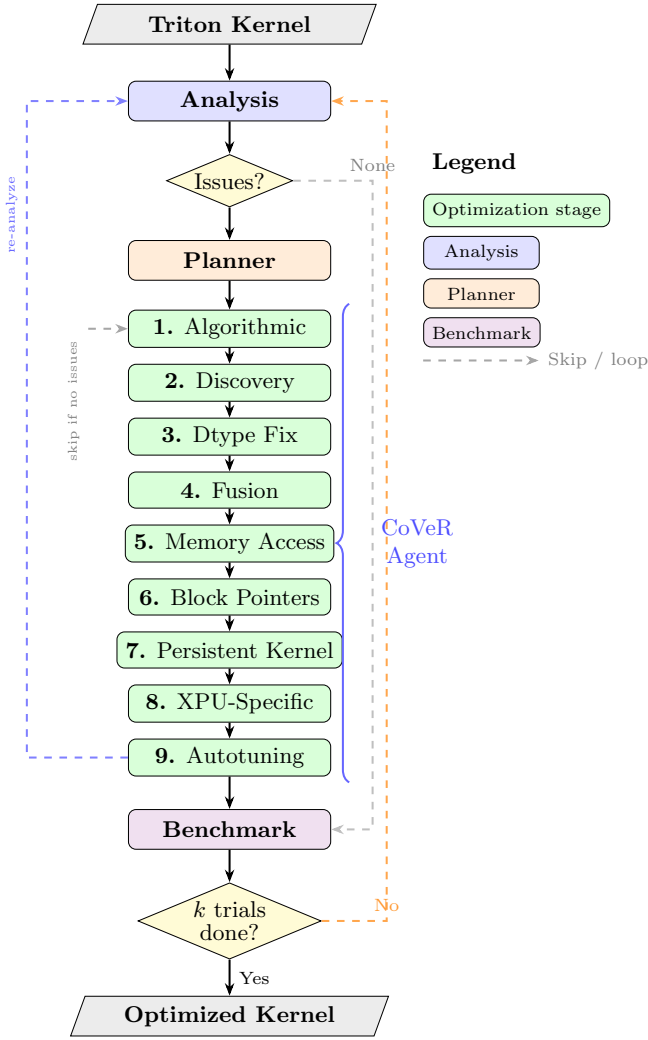 Triton Kernel
Analysis
Issues?
None
re-analyze
Planner
1. Algorithmic
skip if no issues
2. Discovery
3. Dtype Fix
4. Fusion
5. Memory Access
6. Block Pointers
7. Persistent Kernel
8. XPU-Specific
9. Autotuning
CoVeR
Agent
Benchmark
k trials
done?
No
Yes
Optimized Kernel
Legend
Optimization stage
Analysis
Planner
Benchmark
Skip / loop